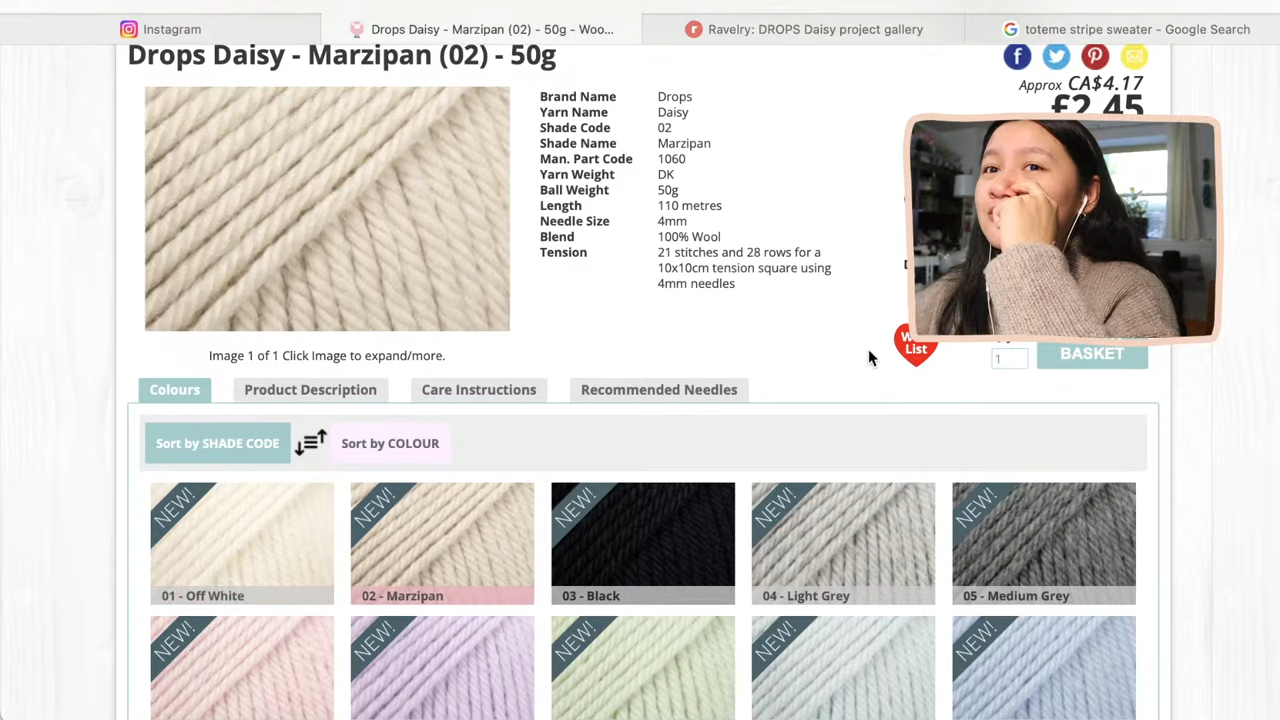 Instagram
Drops Daisy - Marzipan (02) - 50g - Woo...
Ravelry: DROPS Daisy project gallery
toteme stripe sweater - Google Search
Drops Daisy - Marzipan (02) - 50g
Approx CA$4.17
£2.45
Brand Name Drops
Yarn Name Daisy
Shade Code 02
Shade Name Marzipan
Man. Part Code 1060
Yarn Weight DK
Ball Weight 50g
Length 110 metres
Needle Size 4mm
Blend 100% Wool
Tension 21 stitches and 28 rows for a
10x10cm tension square using
4mm needles
List
1
BASKET
Image 1 of 1 Click Image to expand/more.
Colours
Product Description
Care Instructions
Recommended Needles
Sort by SHADE CODE
Sort by COLOUR
NEW!
NEW!
NEW!
NEW!
NEW!
01 - Off White
02 - Marzipan
03 - Black
04 - Light Grey
05 - Medium Grey
NEW!
NEW!
NEW!
NEW!
NEW!